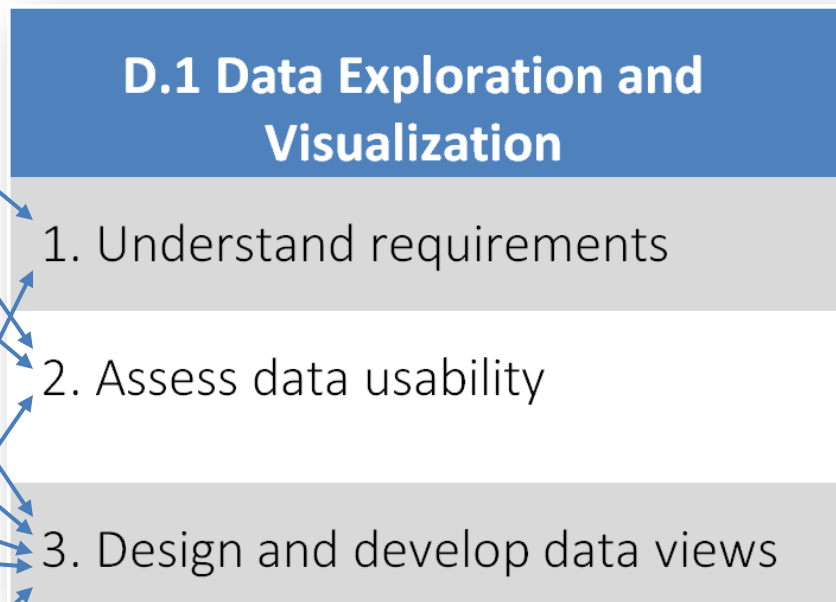 D.1 Data Exploration and
Visualization
1. Understand requirements
2. Assess data usability
3. Design and develop data views